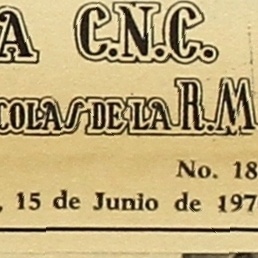 A C.N.C.
COLAS DE LA R.M
No. 18
, 15 de Junio de 197